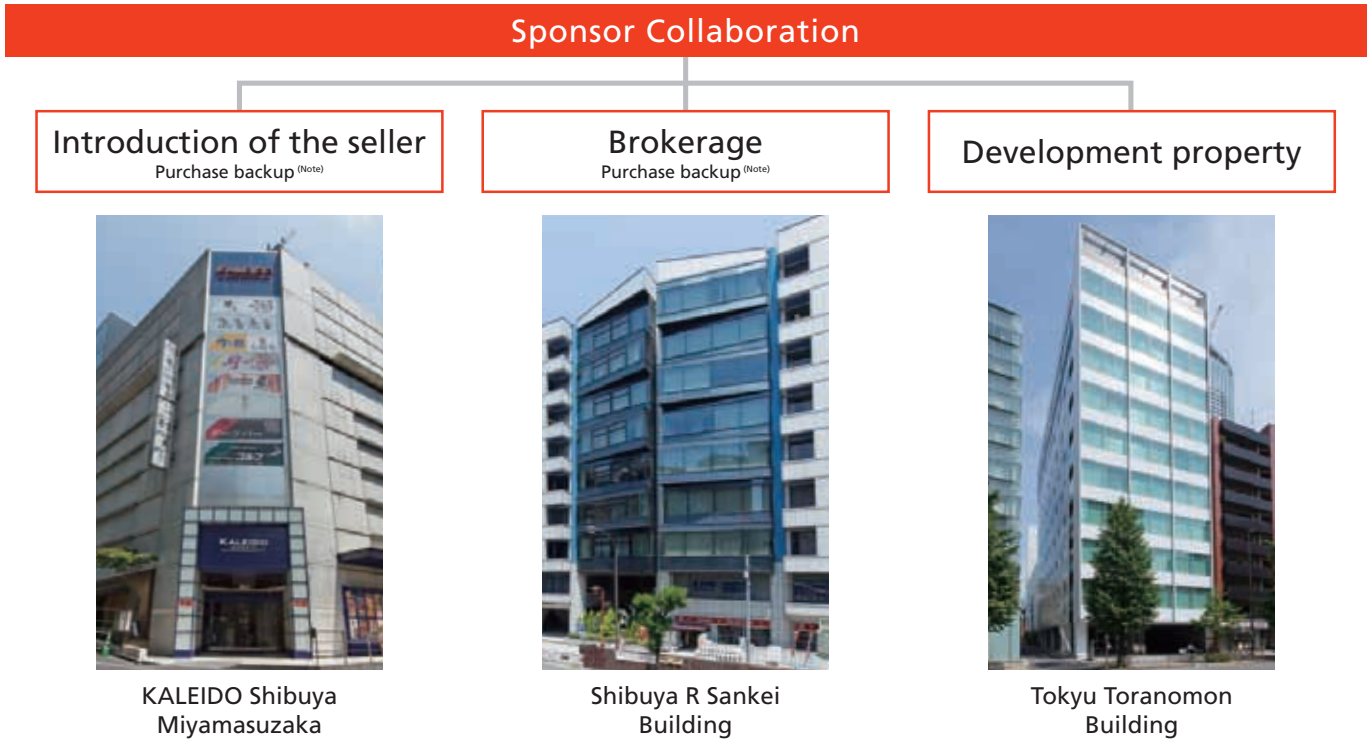 Sponsor Collaboration
Introduction of the seller
Purchase backup (Note)
Brokerage
Purchase backup (Note)
Development property
KALEIDO
KALEIDO Shibuya
Miyamasuzaka
Shibuya R Sankei
Building
Tokyu Toranomon
Building